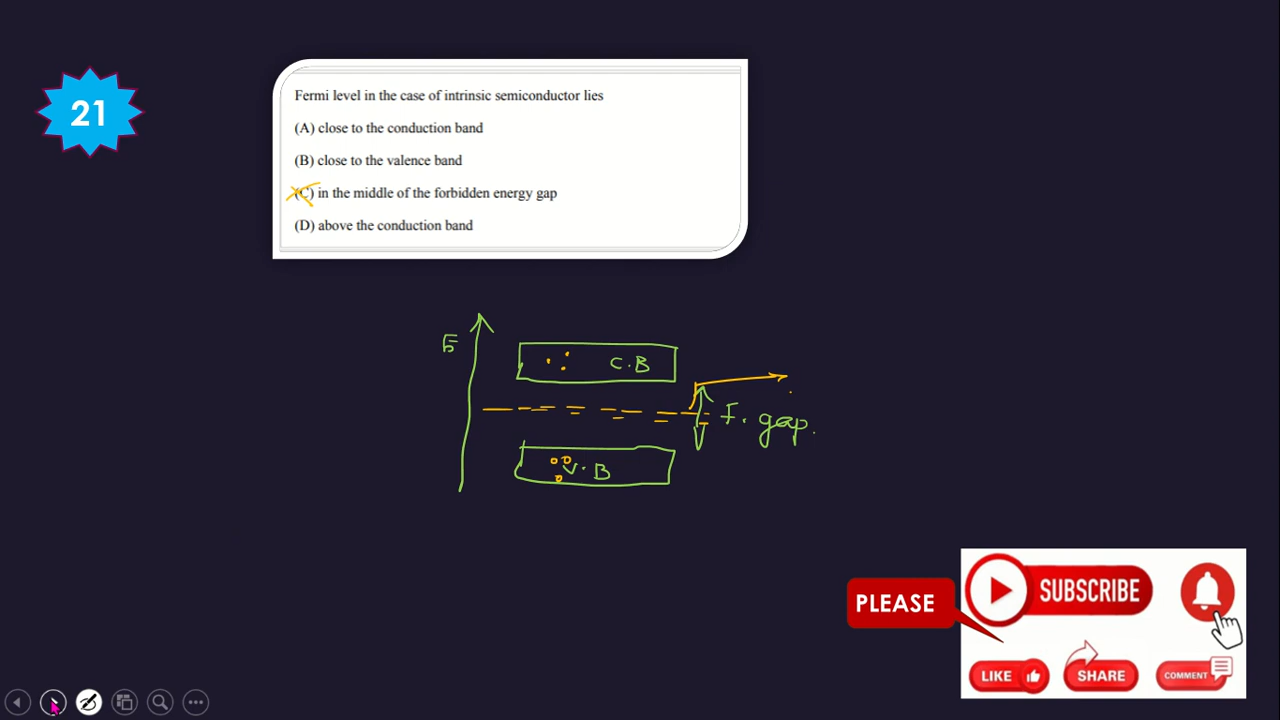 21
Fermi level in the case of intrinsic semiconductor lies
(A) close to the conduction band
(B) close to the valence band
(C) in the middle of the forbidden energy gap
(D) above the conduction band
E
C.B
F. gap.
V.B
PLEASE
SUBSCRIBE
LIKE
SHARE
COMMENT